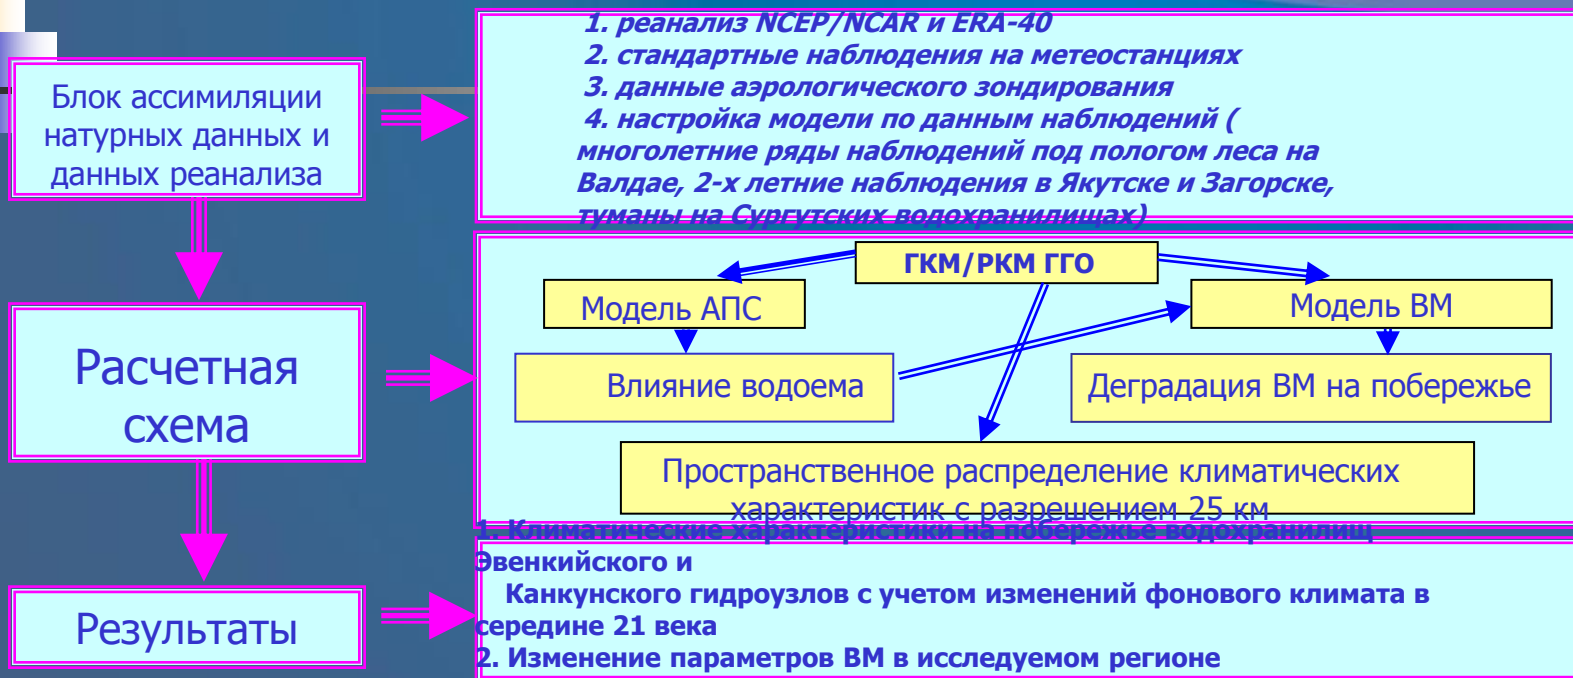 Блок ассимиляции
натурных данных и
данных реанализа
1. реанализ NCEP/NCAR и ERA-40
2. стандартные наблюдения на метеостанциях
3. данные аэрологического зондирования
4. настройка модели по данным наблюдений (
многолетние ряды наблюдений под пологом леса на
Валдае, 2-х летние наблюдения в Якутске и Загорске,
туманы на Сургутских водохранилищах)
Расчетная
схема
ГКМ/РКМ ГГО
Модель АПС
Модель ВМ
Влияние водоема
Деградация ВМ на побережье
Пространственное распределение климатических
характеристик с разрешением 25 км
Результаты
1. Климатические характеристики на побережье водохранилищ
Эвенкийского и
Канкунского гидроузлов с учетом изменений фонового климата в
середине 21 века
2. Изменение параметров ВМ в исследуемом регионе